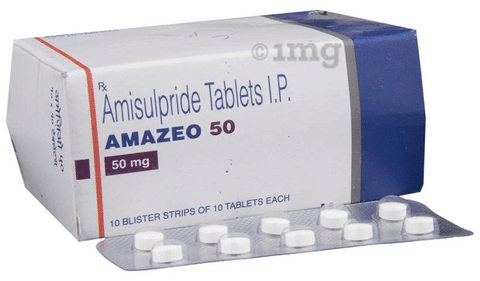 ©1mg
Rx
Amisulpride Tablets I.P.
AMAZEO 50
50 mg
10 BLISTER STRIPS OF 10 TABLETS EACH